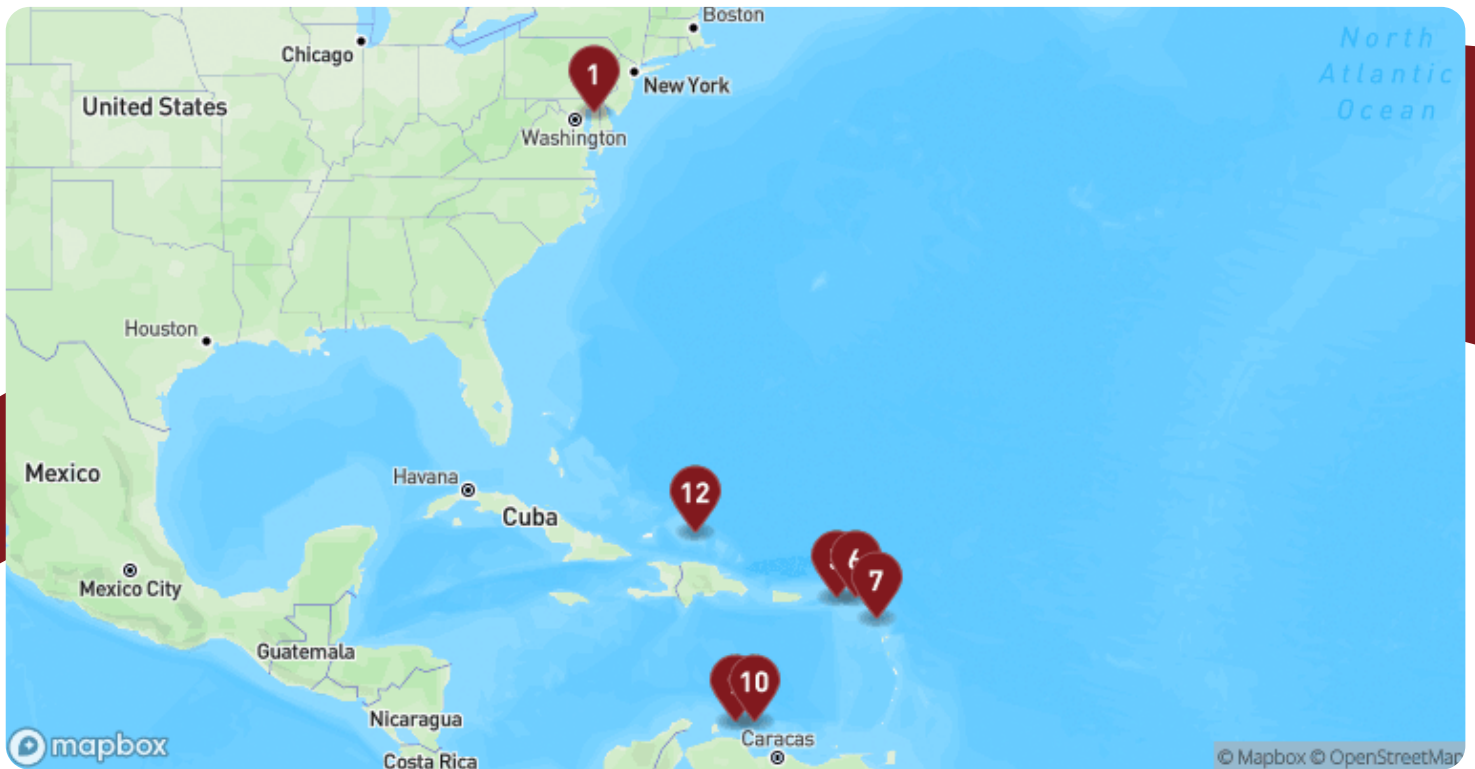 Boston
Chicago
1
New York
United States
Washington
North
Atlantic
Ocean
Houston
Mexico
Havana
Cuba
12
6
7
Mexico City
Guatemala
10
Nicaragua
Caracas
Costa Rica
mapbox
© Mapbox © OpenStreetMap